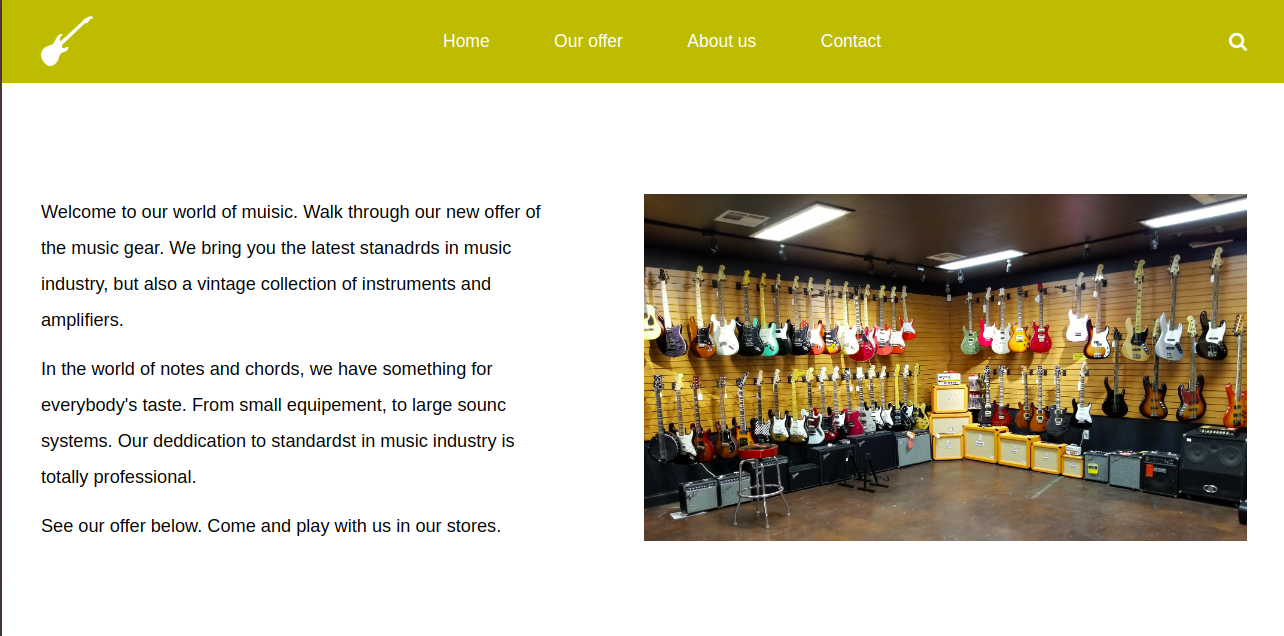 Home Our offer About us Contact
Welcome to our world of muisic. Walk through our new offer of
the music gear. We bring you the latest stanadrds in music
industry, but also a vintage collection of instruments and
amplifiers.
In the world of notes and chords, we have something for
everybody's taste. From small equipement, to large sounc
systems. Our deddication to standardst in music industry is
totally professional.
See our offer below. Come and play with us in our stores.